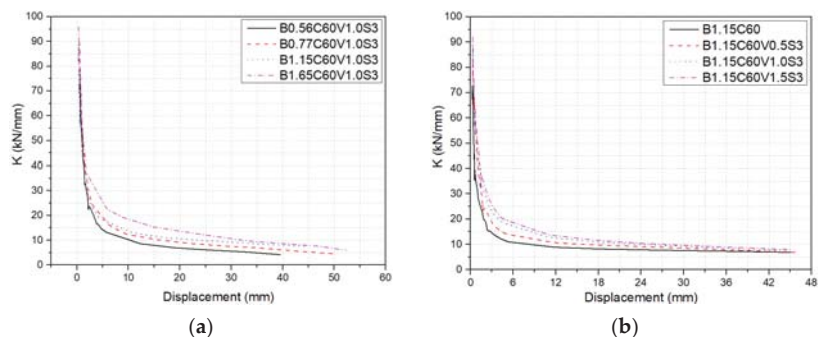 100
90
80
70
60
50
40
30
20
10
0
K (kN/mm)
0 10 20 30 40 50 60
Displacement (mm)
B0.56C60V1.0S3
B0.77C60V1.0S3
B1.15C60V1.0S3
B1.65C60V1.0S3
(a)
100
90
80
70
60
50
40
30
20
10
0
K (kN/mm)
0 6 12 18 24 30 36 42 48
Displacement (mm)
B1.15C60
B1.15C60V0.5S3
B1.15C60V1.0S3
B1.15C60V1.5S3
(b)